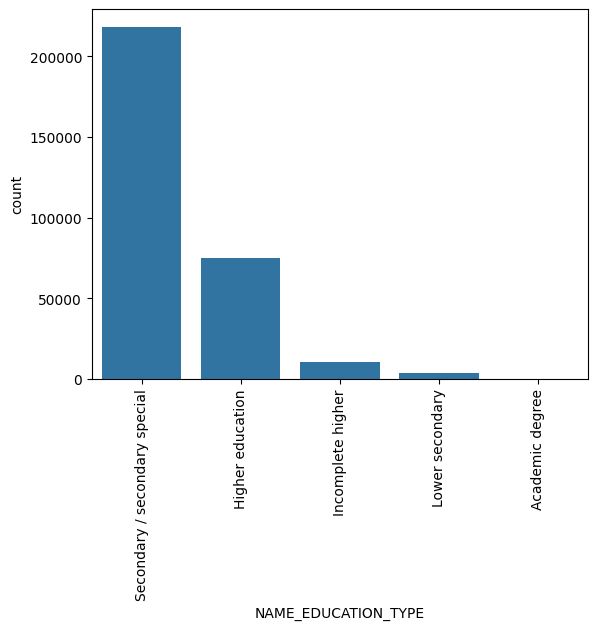 200000
150000
100000
50000
0
count
Secondary / secondary special
Higher education
Incomplete higher
Lower secondary
Academic degree
NAME_EDUCATION_TYPE